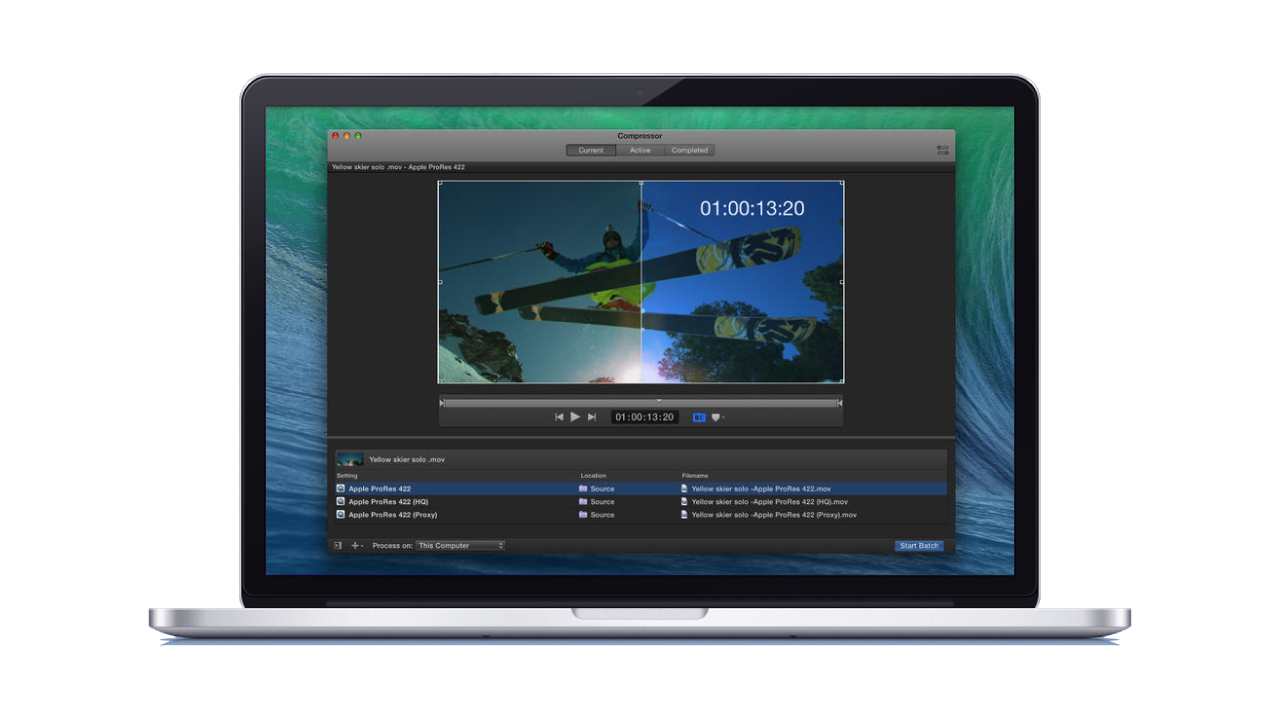 Compressor
Current Active Completed
Yellow skier solo .mov - Apple ProRes 422
01:00:13:20
K2
01:00:13:20
Yellow skier solo .mov
Setting Location Filename
Apple ProRes 422 Source Yellow skier solo -Apple ProRes 422.mov
Apple ProRes 422 (HQ) Source Yellow skier solo -Apple ProRes 422 (HQ).mov
Apple ProRes 422 (Proxy) Source Yellow skier solo -Apple ProRes 422 (Proxy).mov
Process on: This Computer Start Batch